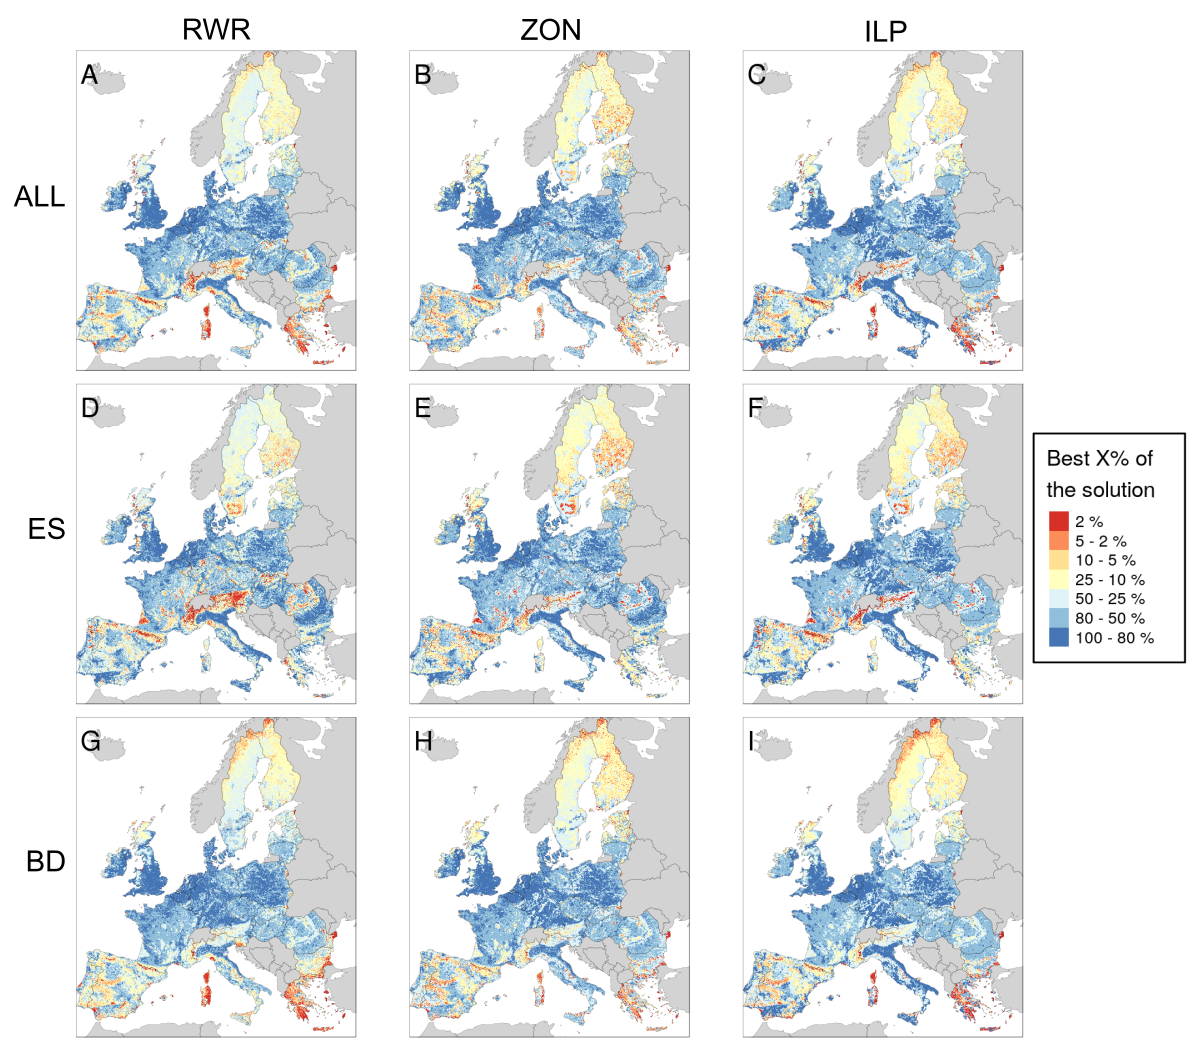 RWR ZON ILP
A B C
ALL
D E F
ES
Best X% of
the solution
2 %
5 - 2 %
10 - 5 %
25 - 10 %
50 - 25 %
80 - 50 %
100 - 80 %
G H I
BD